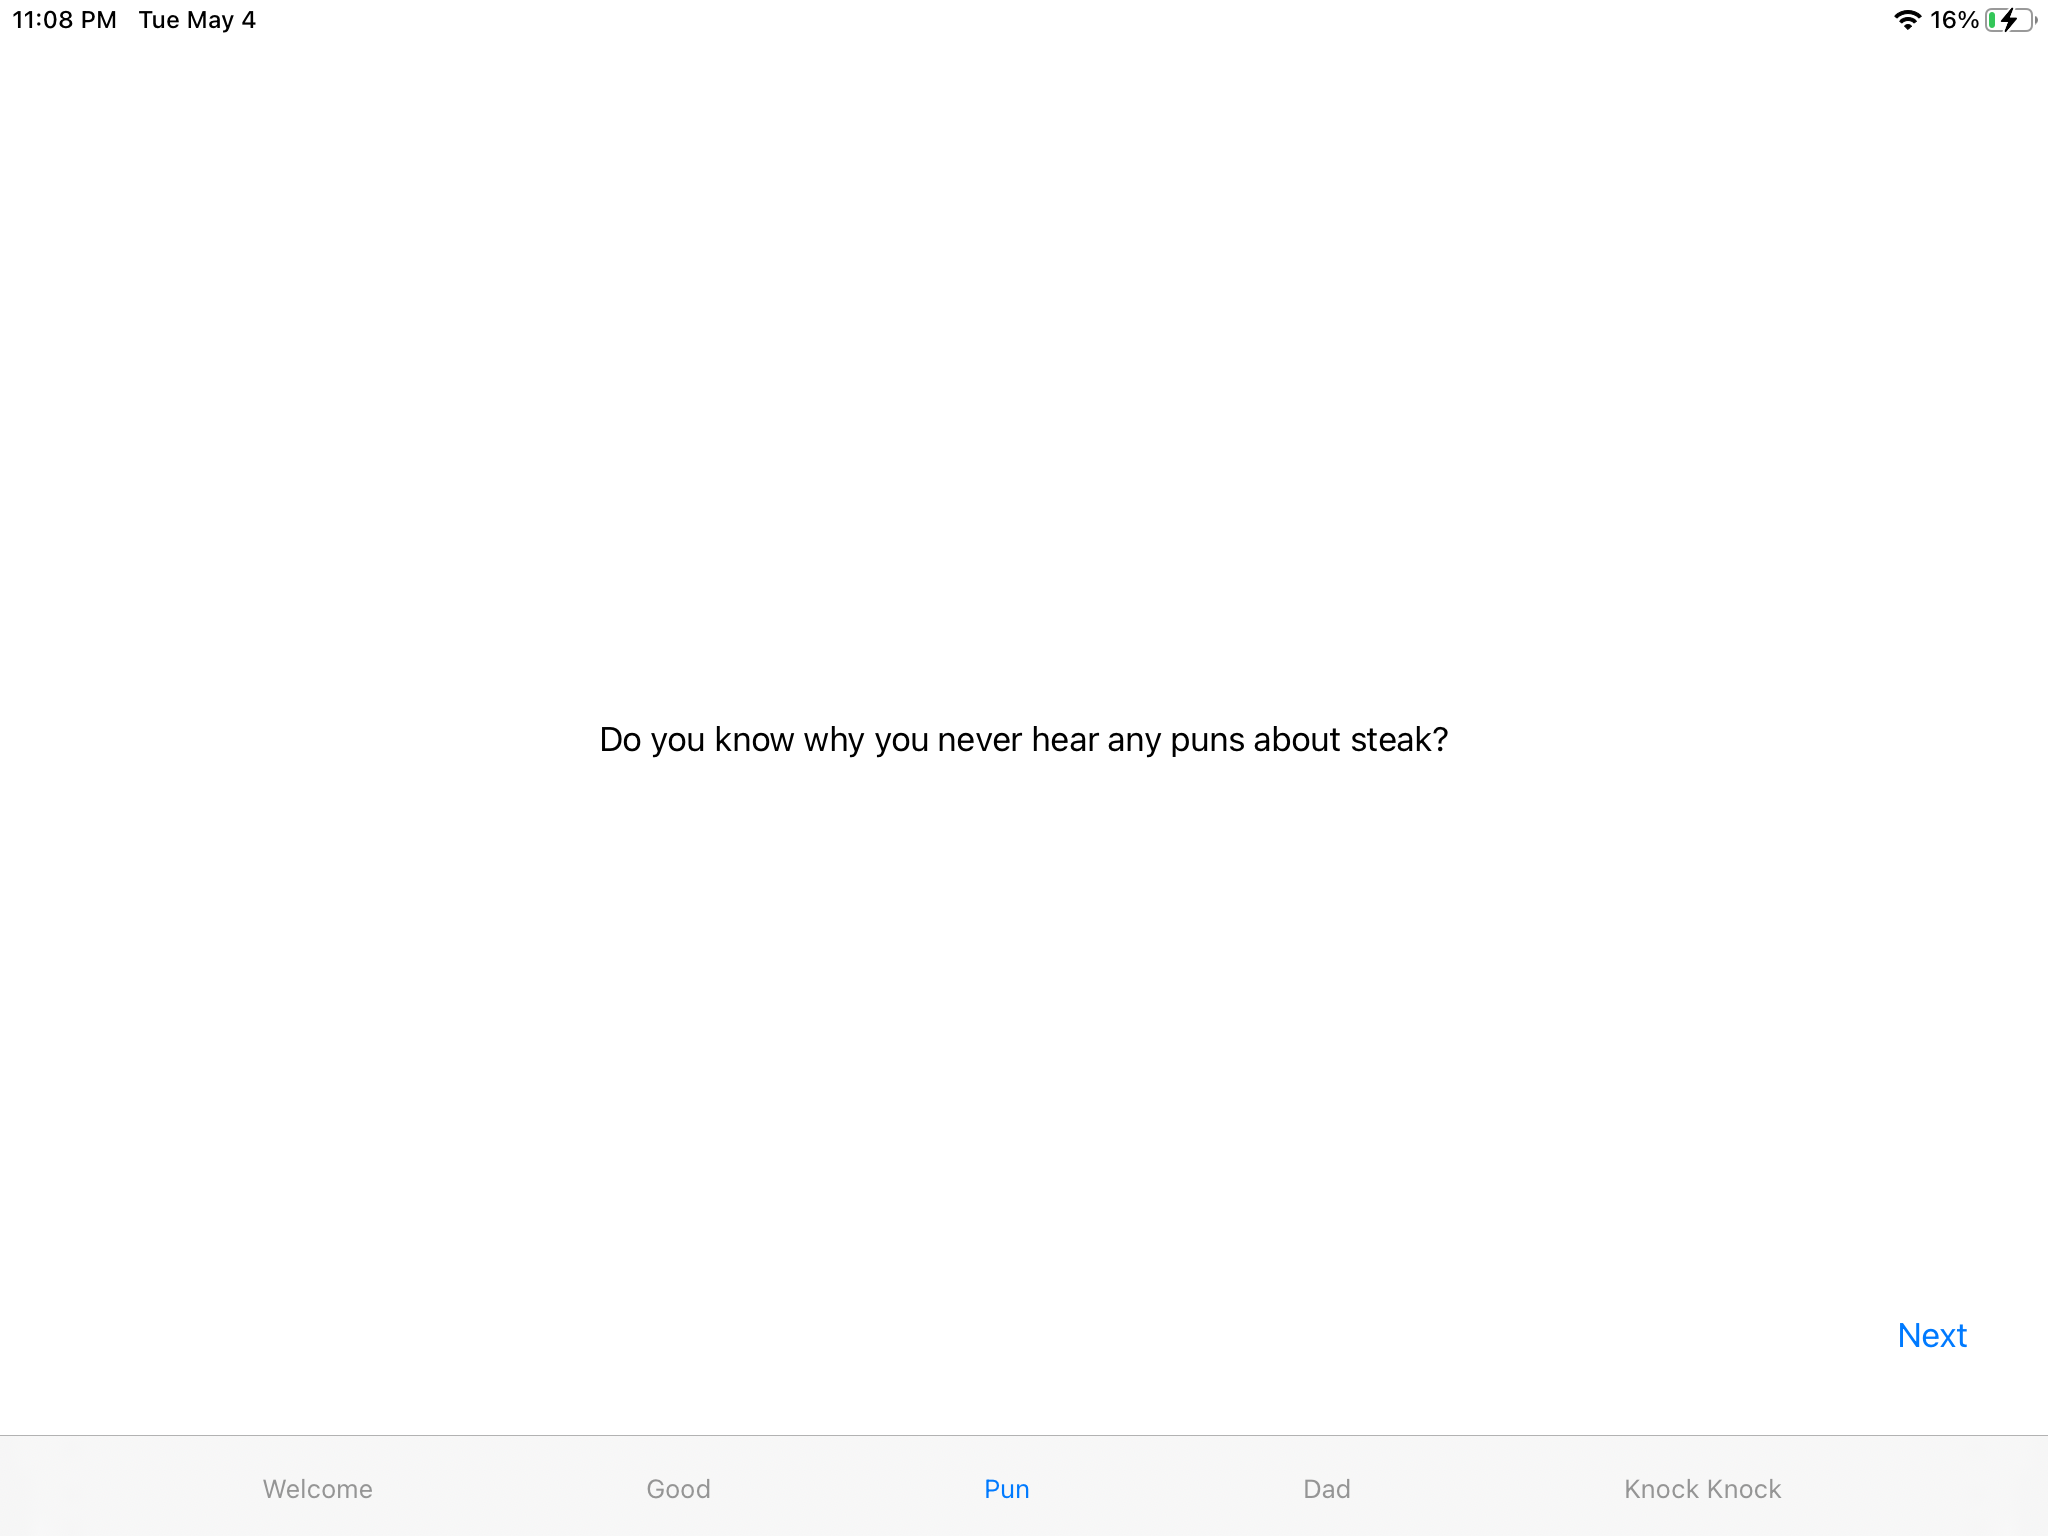 11:08 PM Tue May 4 16%
Do you know why you never hear any puns about steak?
Next
Welcome Good Pun Dad Knock Knock